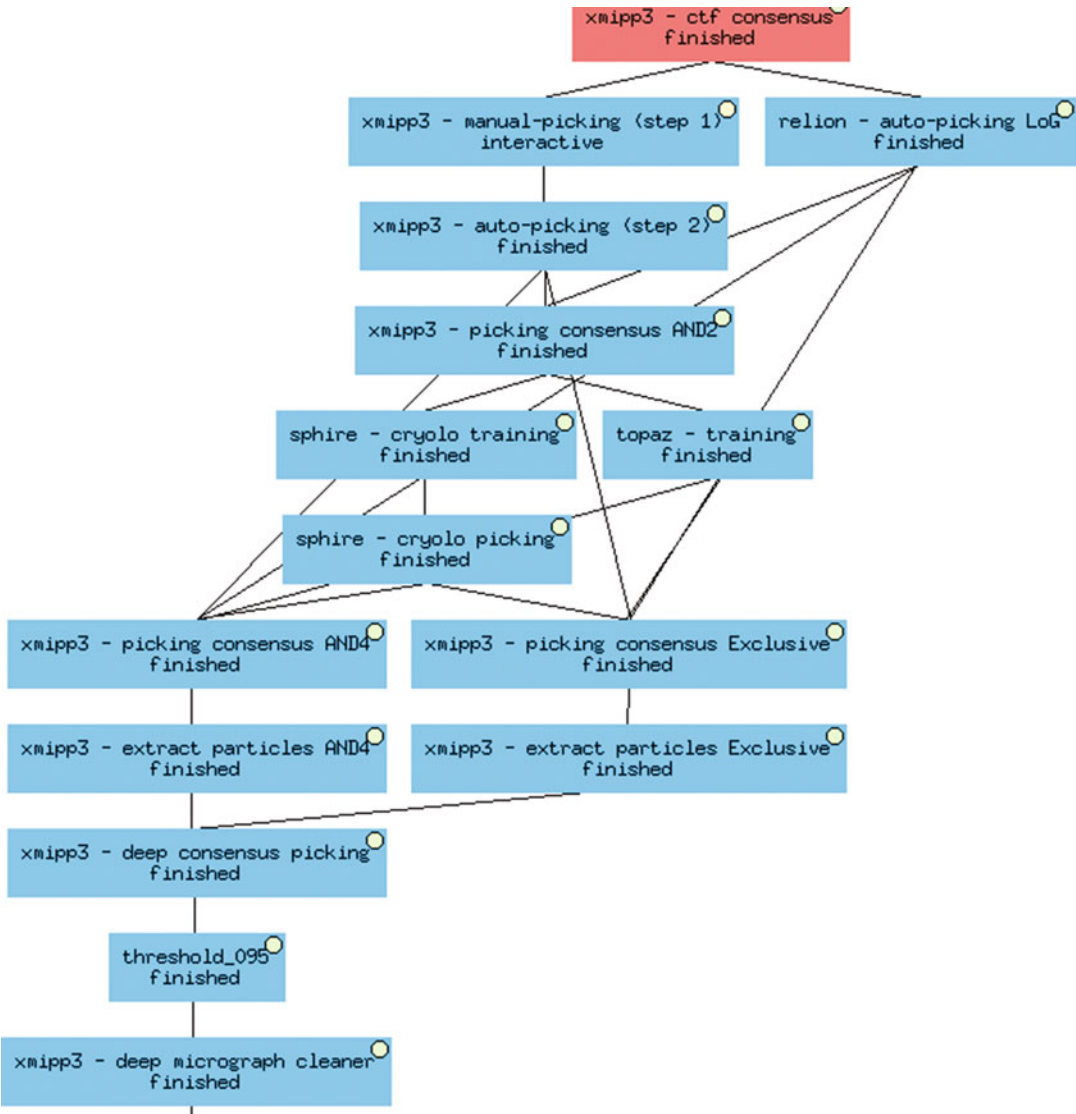 xmipp3 - ctf consensus
finished
xmipp3 - manual-picking (step 1)
interactive
relion - auto-picking LoG
finished
xmipp3 - auto-picking (step 2)
finished
xmipp3 - picking consensus AND2
finished
sphire - cryolo training
finished
topaz - training
finished
sphire - cryolo picking
finished
xmipp3 - picking consensus AND4
finished
xmipp3 - picking consensus Exclusive
finished
xmipp3 - extract particles AND4
finished
xmipp3 - extract particles Exclusive
finished
xmipp3 - deep consensus picking
finished
threshold_095
finished
xmipp3 - deep micrograph cleaner
finished